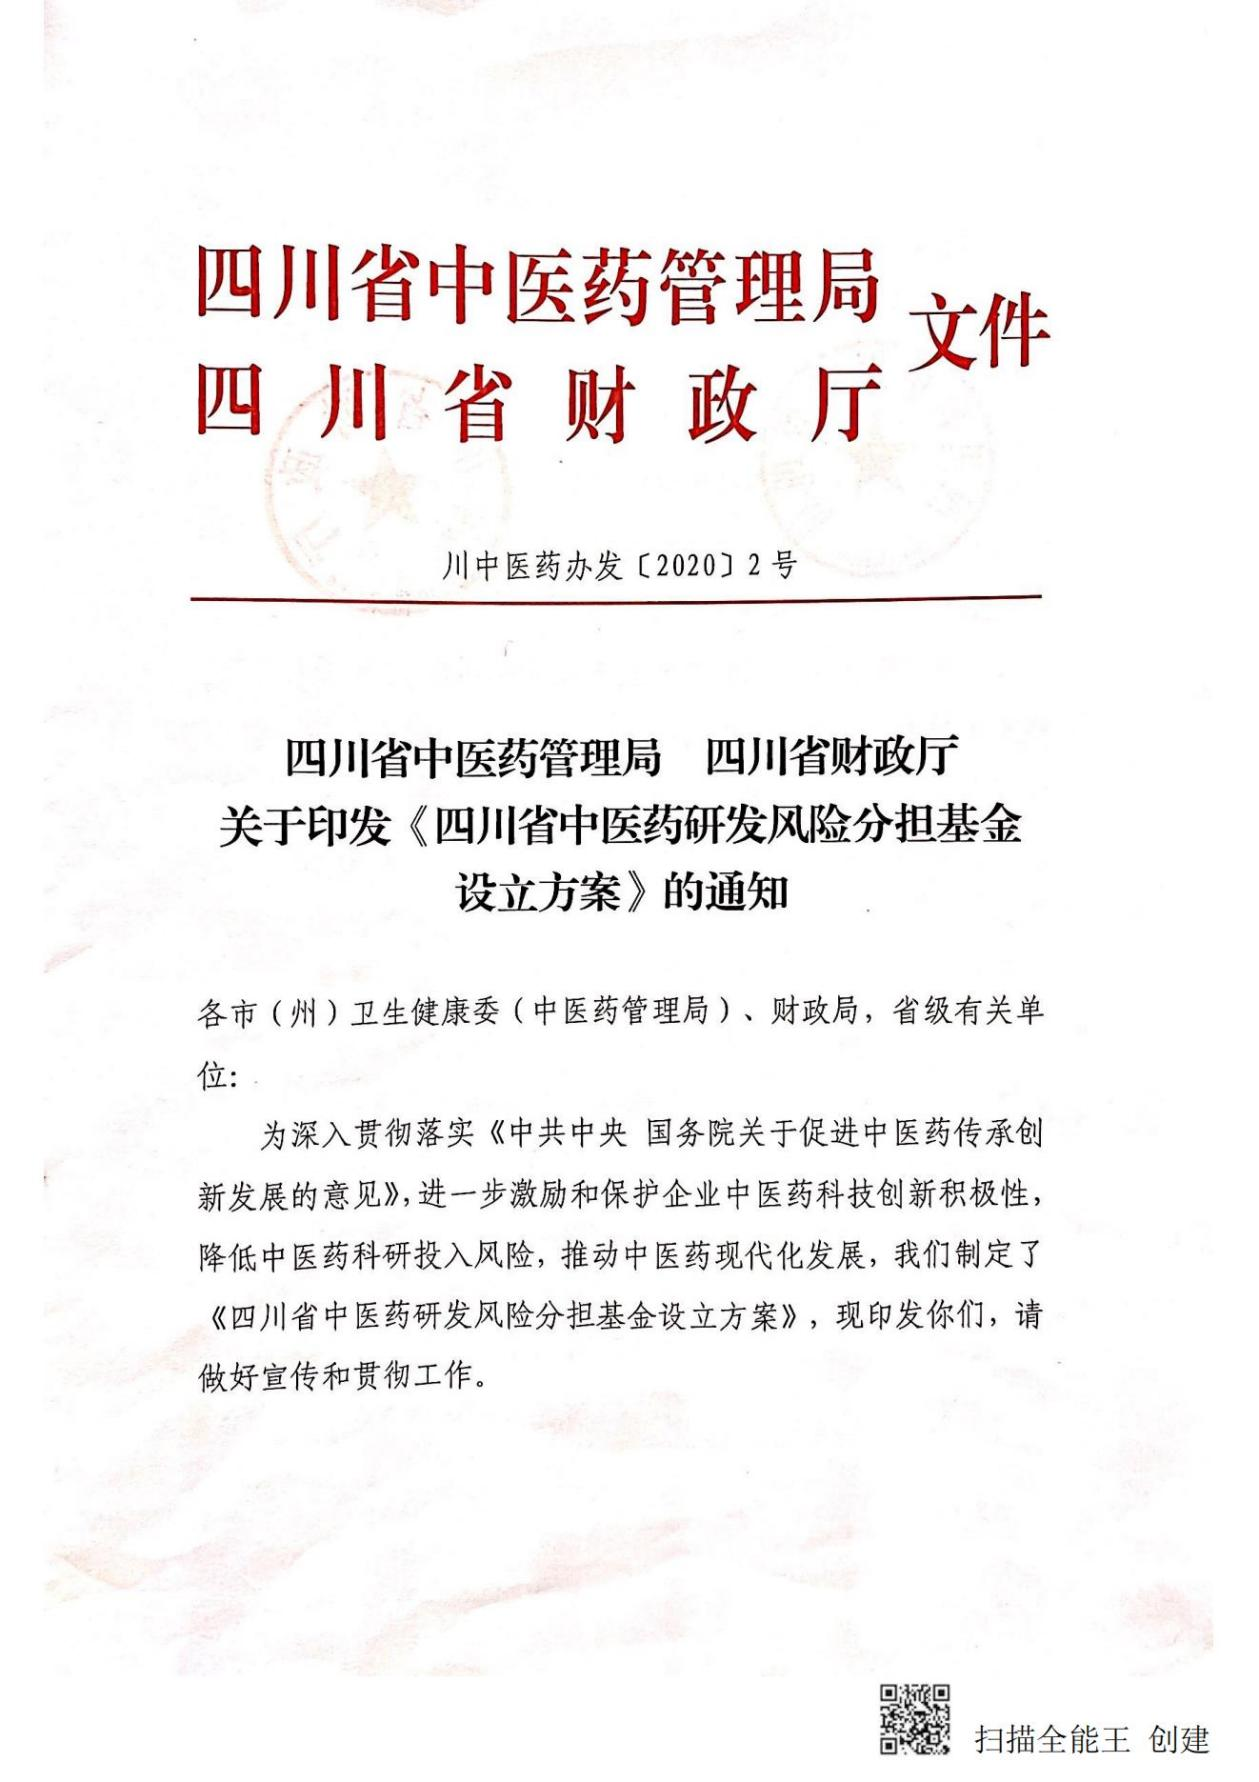 四川省中医药管理局
四川省财政厅
文件
川中医药办发〔2020〕2号
四川省中医药管理局 四川省财政厅
关于印发《四川省中医药研发风险分担基金
设立方案》的通知
各市（州）卫生健康委（中医药管理局）、财政局，省级有关单
位：
为深入贯彻落实《中共中央 国务院关于促进中医药传承创
新发展的意见》，进一步激励和保护企业中医药科技创新积极性，
降低中医药科研投入风险，推动中医药现代化发展，我们制定了
《四川省中医药研发风险分担基金设立方案》，现印发你们，请
做好宣传和贯彻工作。
扫描全能王 创建